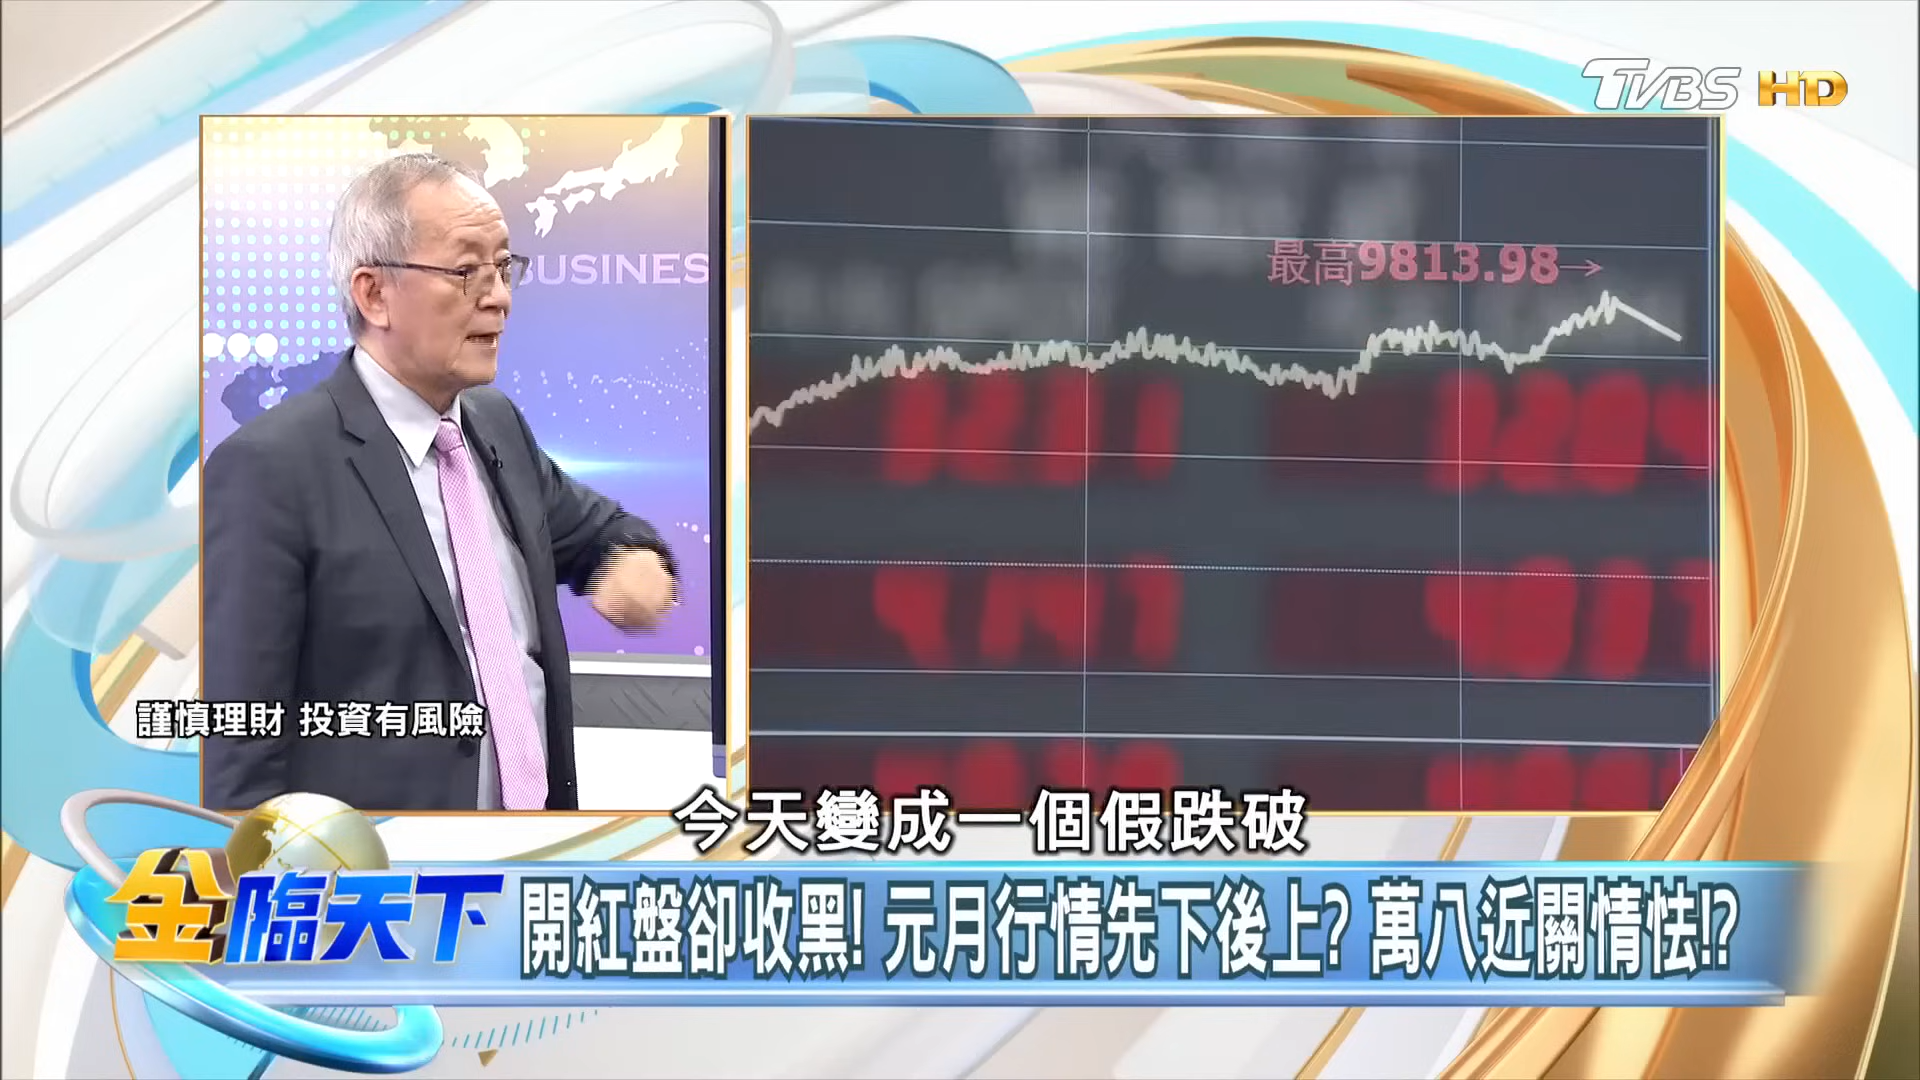 TVBS HD
BUSINES
最高9813.98→
謹慎理財 投資有風險
今天變成一個假跌破
金臨天下
開紅盤卻收黑! 元月行情先下後上? 萬八近關情怯!?